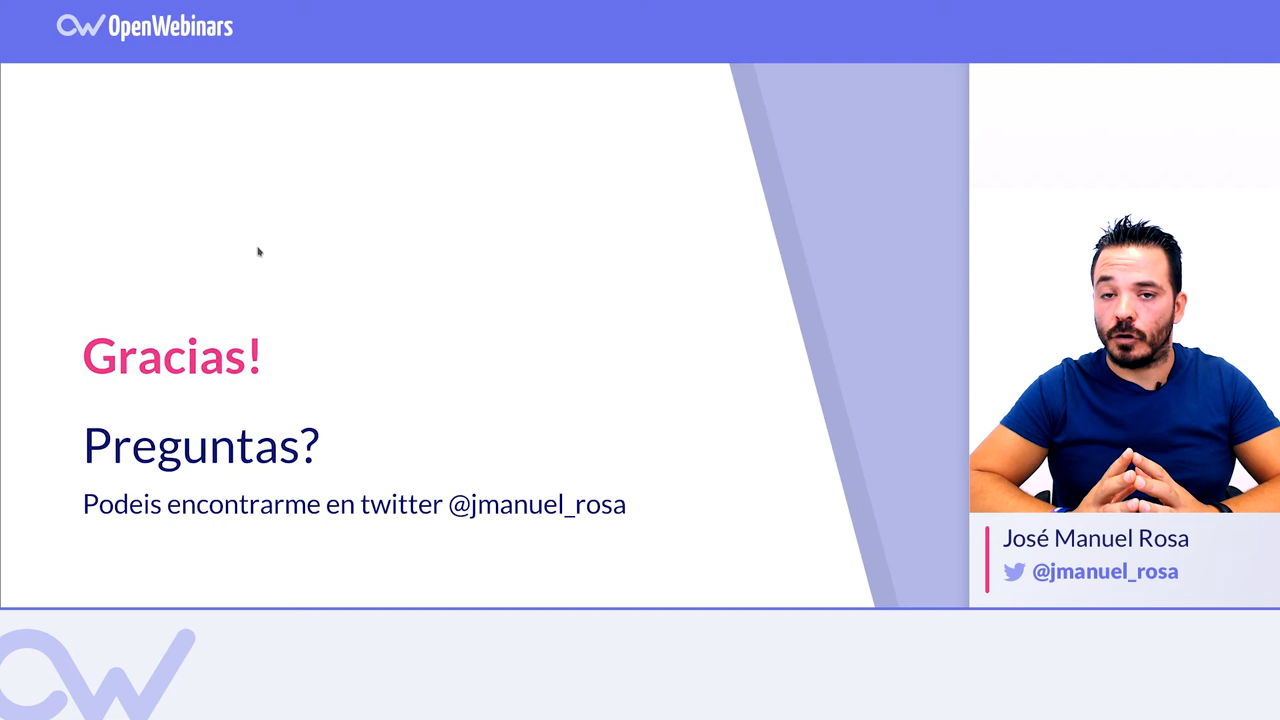 OpenWebinars
Gracias!
Preguntas?
Podeis encontrarme en twitter @jmanuel_rosa
José Manuel Rosa
@jmanuel_rosa